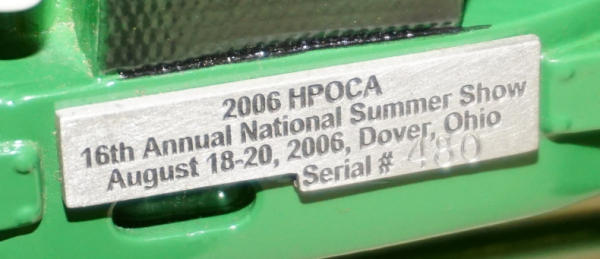 2006 HPOCA
16th Annual National Summer Show
August 18-20, 2006, Dover, Ohio
Serial # 480